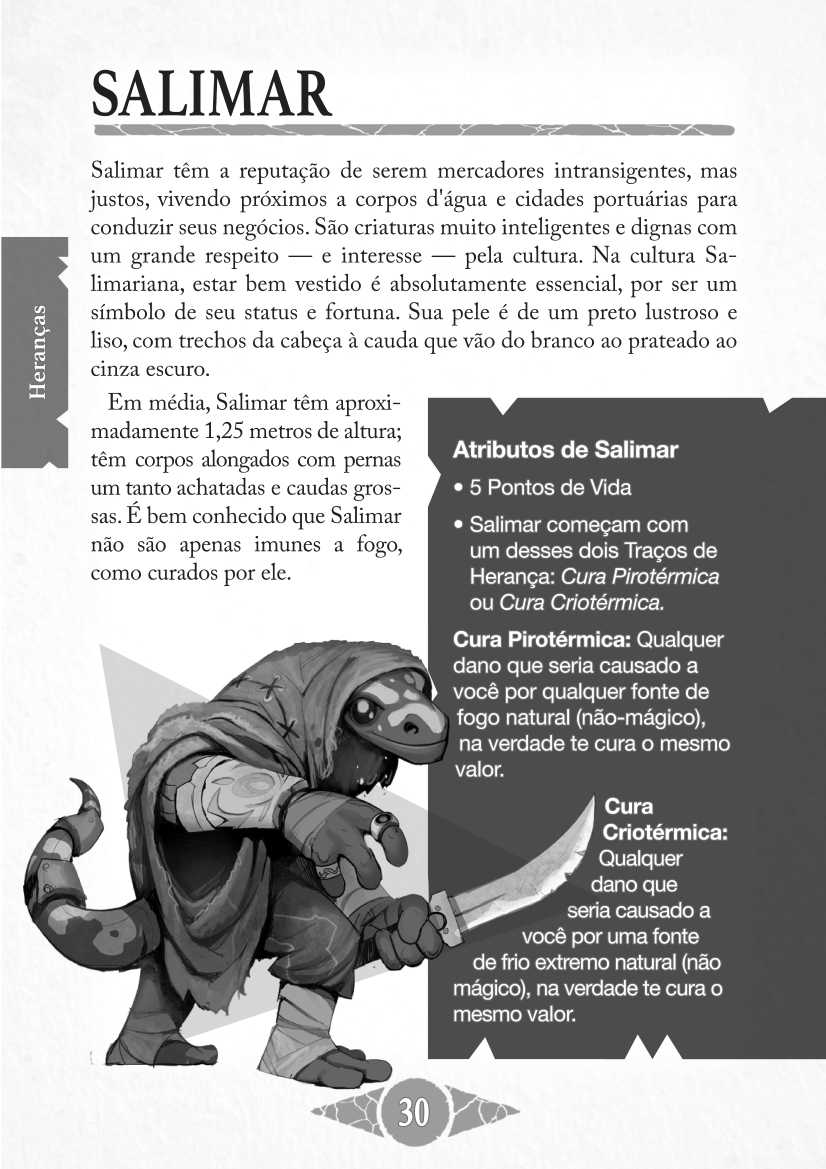 SALIMAR
Salimar têm a reputação de serem mercadores intransigentes, mas
justos, vivendo próximos a corpos d'água e cidades portuárias para
conduzir seus negócios. São criaturas muito inteligentes e dignas com
um grande respeito — e interesse — pela cultura. Na cultura Sa-
limariana, estar bem vestido é absolutamente essencial, por ser um
símbolo de seu status e fortuna. Sua pele é de um preto lustroso e
liso, com trechos da cabeça à cauda que vão do branco ao prateado ao
cinza escuro.
Heranças
Em média, Salimar têm aproxi-
madamente 1,25 metros de altura;
têm corpos alongados com pernas
um tanto achatadas e caudas gros-
sas. É bem conhecido que Salimar
não são apenas imunes a fogo,
como curados por ele.
Atributos de Salimar
• 5 Pontos de Vida
• Salimar começam com
um desses dois Traços de
Herança: Cura Pirotérmica
ou Cura Criotérmica.
Cura Pirotérmica: Qualquer
dano que seria causado a
você por qualquer fonte de
fogo natural (não-mágico),
na verdade te cura o mesmo
valor.
Cura
Criotérmica:
Qualquer
dano que
seria causado a
você por uma fonte
de frio extremo natural (não
mágico), na verdade te cura o
mesmo valor.
30